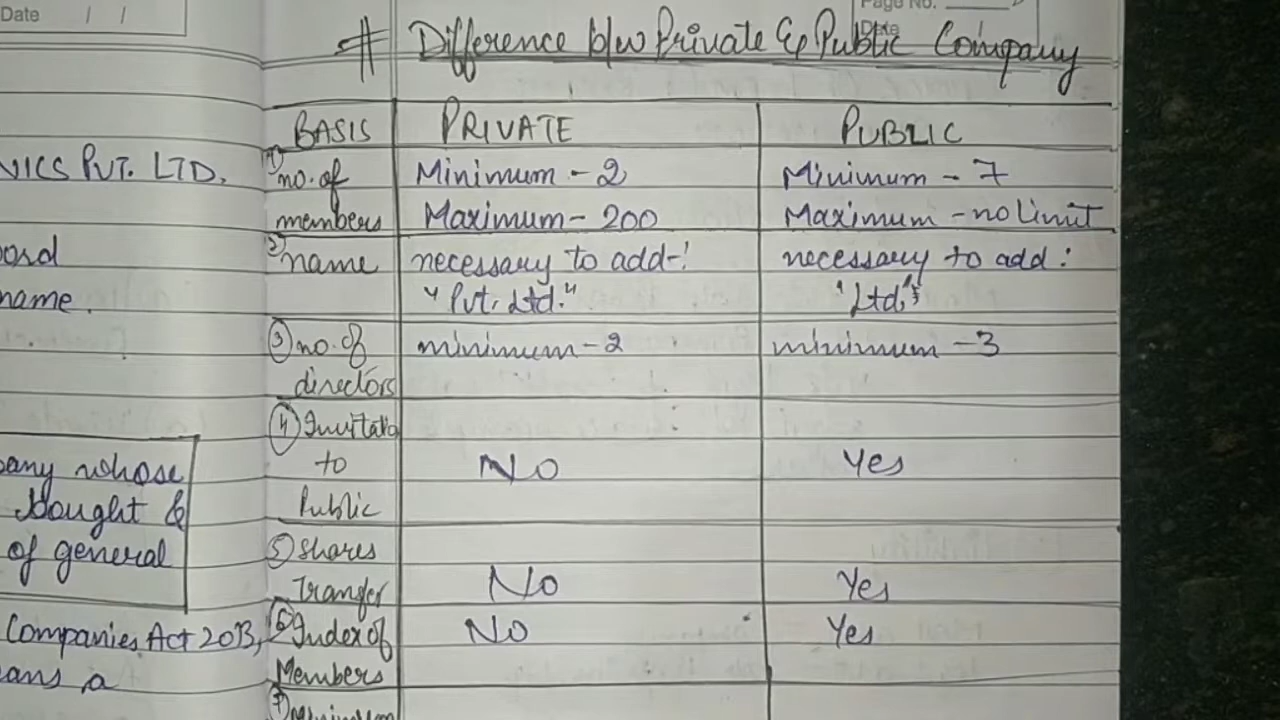 Date / /
Page No.
Date
# Difference b/w Private & Public Company
BASIS PRIVATE PUBLIC
① no. of Minimum - 2 Minimum - 7
members Maximum - 200 Maximum - no limit
② name necessary to add-: necessary to add :
"Pvt. Ltd." "Ltd."
③ no. of minimum - 2 minimum - 3
directors
④ Invitatio
to NO Yes
Public
⑤ Shares
Transfer No Yes
⑥ Index of No Yes
Members
⑦ Minimum
NICS PVT. LTD.
name.
any whose
bought &
of general
Companies Act 2013,
ans a